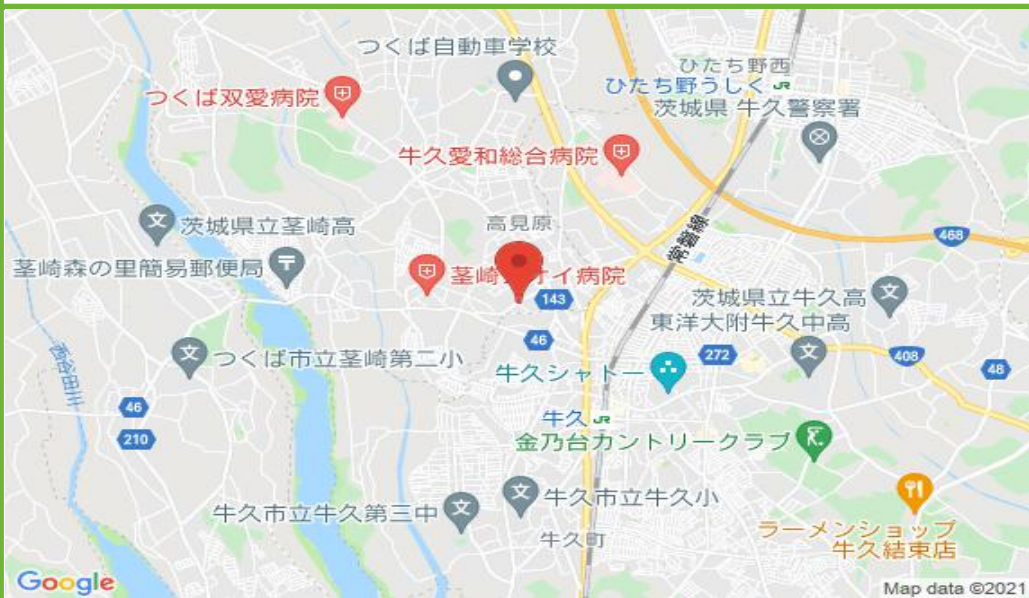 つくば自動車学校
ひたち野西
ひたち野うしく JR
つくば双愛病院
茨城県 牛久警察署
牛久愛和総合病院
茨城県立茎崎高
高見原
常磐線
468
茎崎森の里簡易郵便局
茎崎
オイ病院
143
茨城県立牛久高
東洋大附牛久中高
46
つくば市立茎崎第二小
272
408
牛久シャトー
48
西谷田川
46
210
牛久 JR
金乃台カントリークラブ
牛久市立牛久第三中
牛久市立牛久小
牛久町
ラーメンショップ
牛久結束店
Google
Map data ©2021